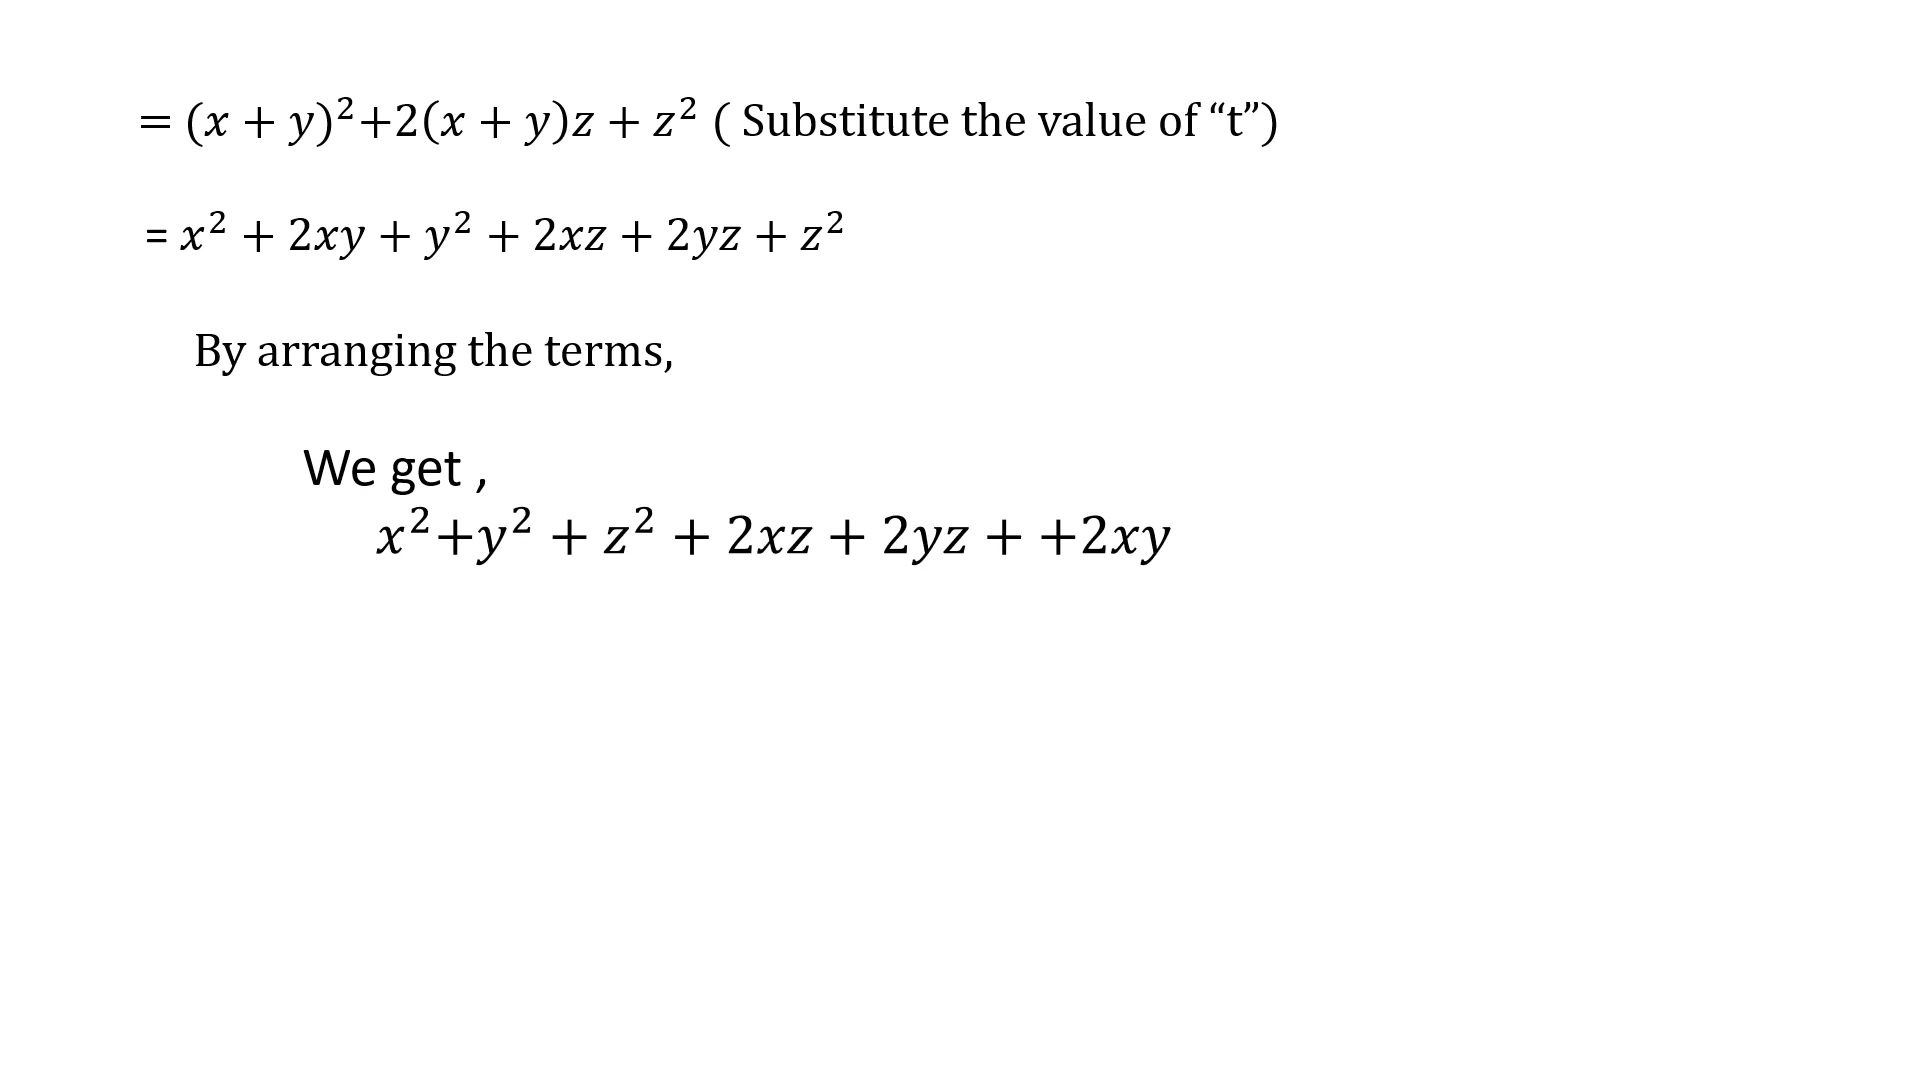 = (x + y)²+2(x + y)z + z² ( Substitute the value of “t”)
= x² + 2xy + y² + 2xz + 2yz + z²
By arranging the terms,
We get ,
x²+y² + z² + 2xz + 2yz + +2xy